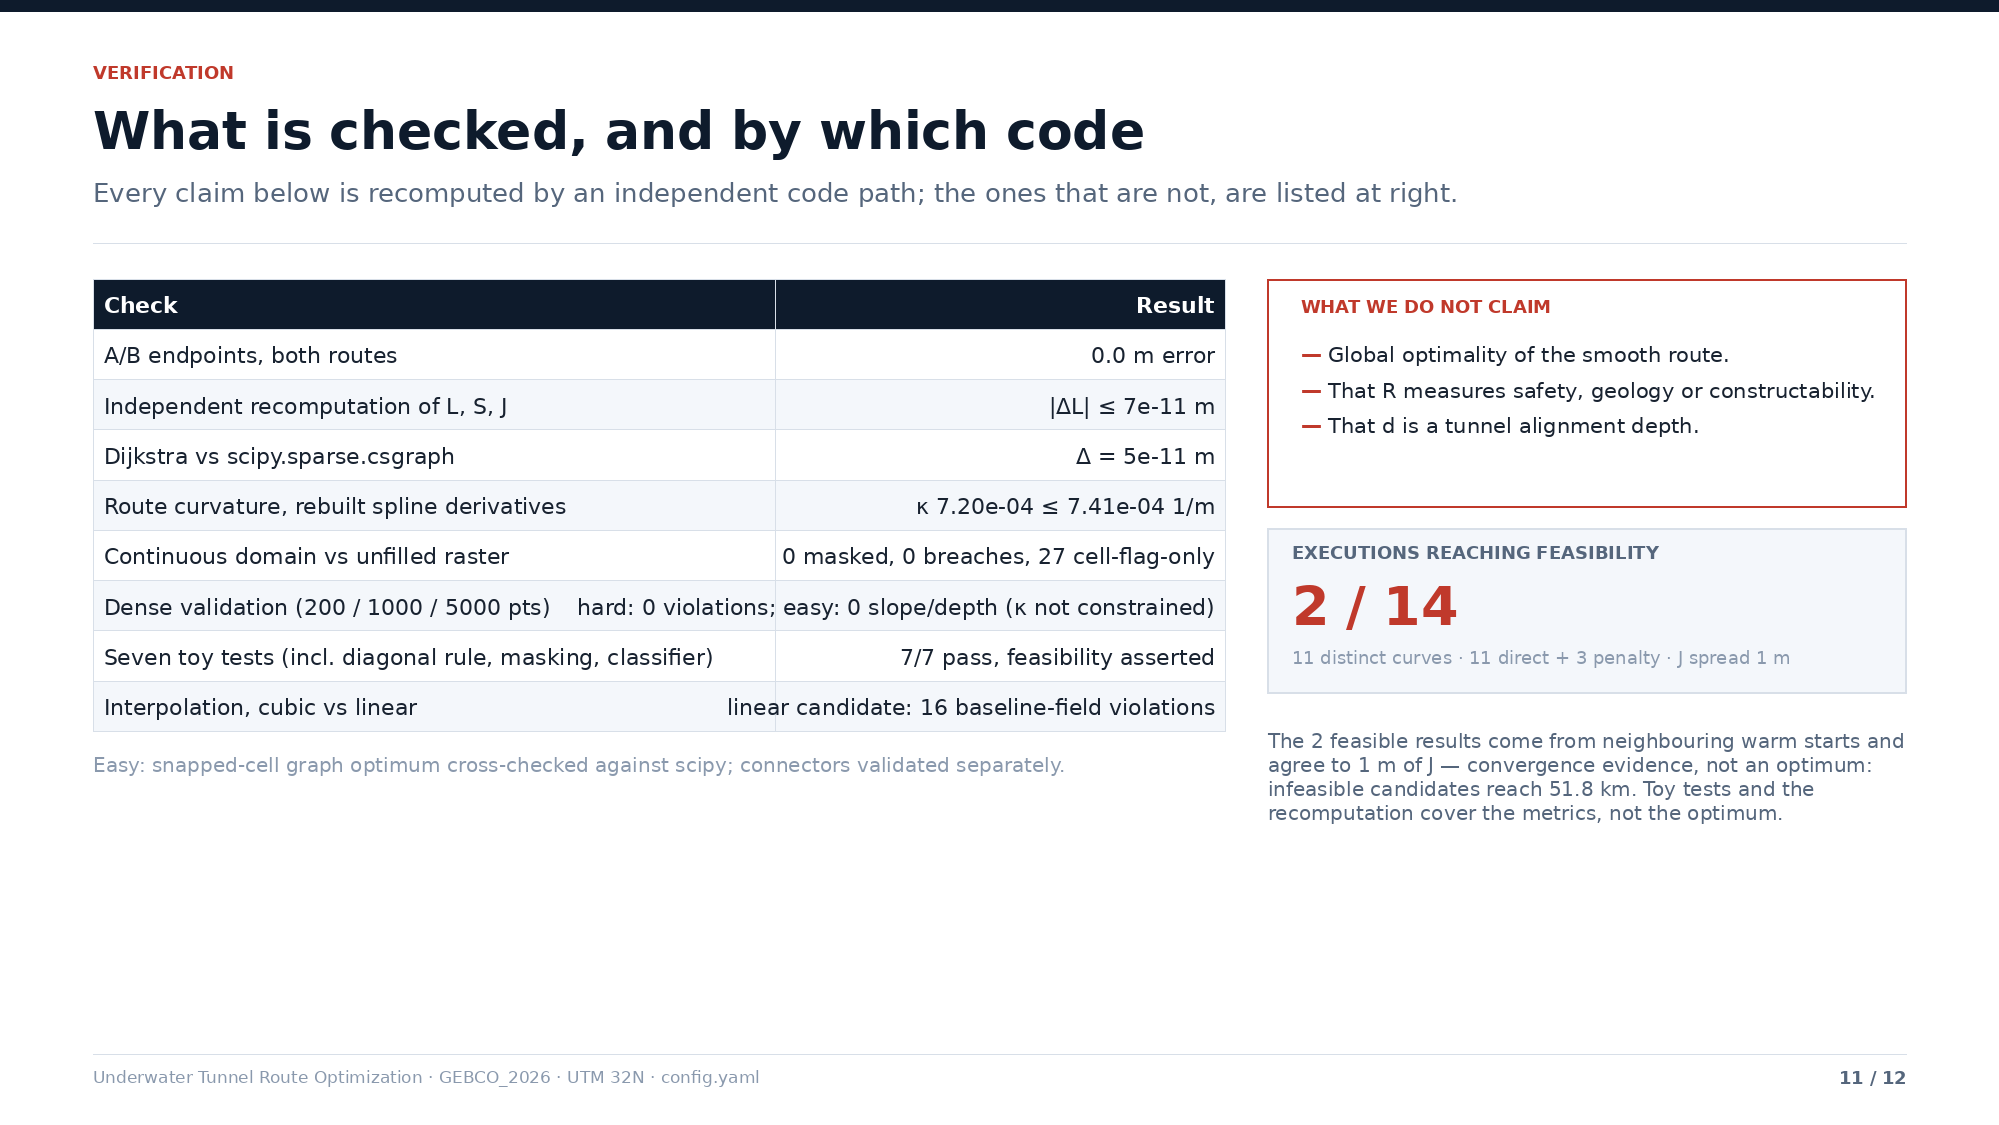 VERIFICATION
What is checked, and by which code
Every claim below is recomputed by an independent code path; the ones that are not, are listed at right.
Check Result
A/B endpoints, both routes 0.0 m error
Independent recomputation of L, S, J |ΔL| ≤ 7e-11 m
Dijkstra vs scipy.sparse.csgraph Δ = 5e-11 m
Route curvature, rebuilt spline derivatives κ 7.20e-04 ≤ 7.41e-04 1/m
Continuous domain vs unfilled raster 0 masked, 0 breaches, 27 cell-flag-only
Dense validation (200 / 1000 / 5000 pts) hard: 0 violations; easy: 0 slope/depth (κ not constrained)
Seven toy tests (incl. diagonal rule, masking, classifier) 7/7 pass, feasibility asserted
Interpolation, cubic vs linear linear candidate: 16 baseline-field violations
Easy: snapped-cell graph optimum cross-checked against scipy; connectors validated separately.
WHAT WE DO NOT CLAIM
— Global optimality of the smooth route.
— That R measures safety, geology or constructability.
— That d is a tunnel alignment depth.
EXECUTIONS REACHING FEASIBILITY
2 / 14
11 distinct curves · 11 direct + 3 penalty · J spread 1 m
The 2 feasible results come from neighbouring warm starts and
agree to 1 m of J — convergence evidence, not an optimum:
infeasible candidates reach 51.8 km. Toy tests and the
recomputation cover the metrics, not the optimum.
Underwater Tunnel Route Optimization · GEBCO_2026 · UTM 32N · config.yaml
11 / 12